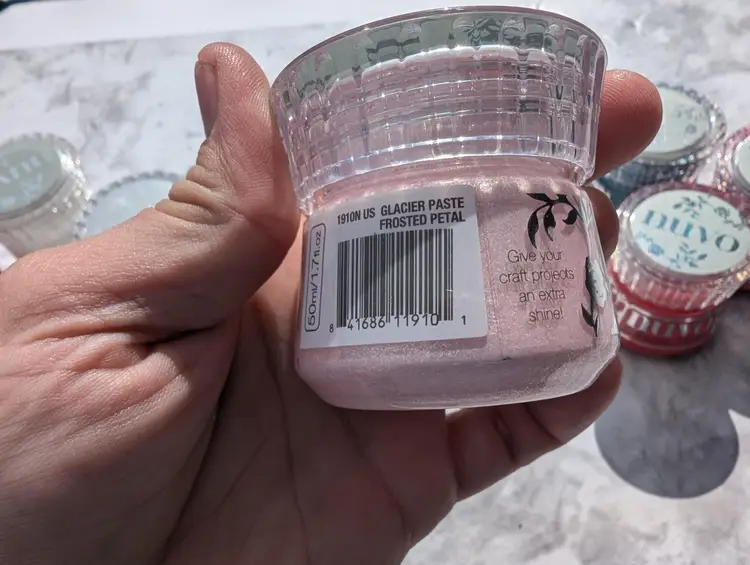 1910N US GLACIER PASTE
FROSTED PETAL
50ml/1.7fl.oz
8 41686 11910 1
Give your
craft projects
an extra
shine!
nuvo
nuvo